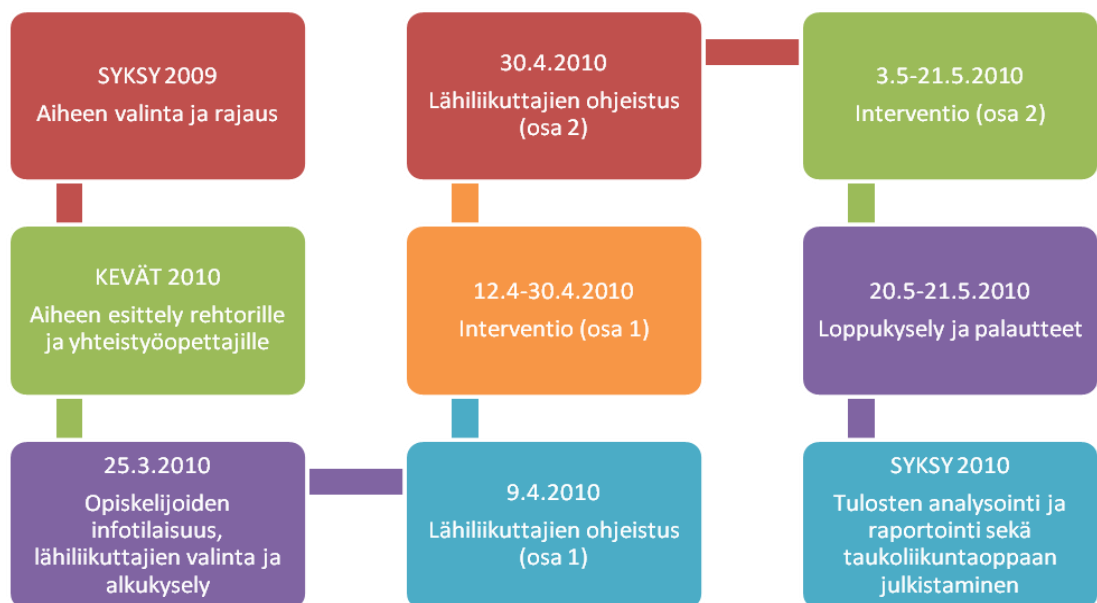 SYKSY 2009
Aiheen valinta ja rajaus
KEVÄT 2010
Aiheen esittely rehtorille
ja yhteistyöopettajille
25.3.2010
Opiskelijoiden
infotilaisuus,
lähiliikuttajien valinta ja
alkukysely
9.4.2010
Lähiliikuttajien ohjeistus
(osa 1)
12.4-30.4.2010
Interventio (osa 1)
30.4.2010
Lähiliikuttajien ohjeistus
(osa 2)
3.5-21.5.2010
Interventio (osa 2)
20.5-21.5.2010
Loppukysely ja palautteet
SYKSY 2010
Tulosten analysointi ja
raportointi sekä
taukoliikuntaoppaan
julkistaminen